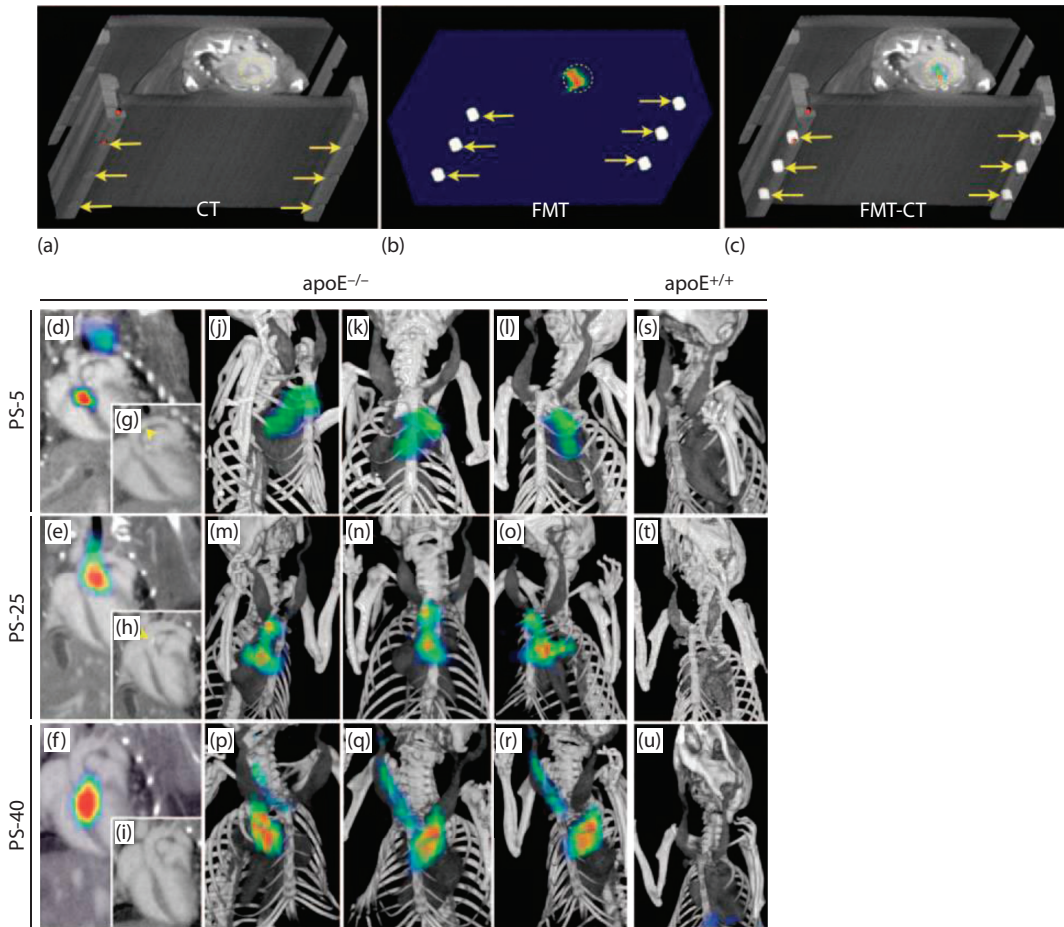 CT
FMT
FMT-CT
(a)
(b)
(c)
apoE−/−
apoE+/+
PS-5
(d)
(g)
(j)
(k)
(l)
(s)
PS-25
(e)
(h)
(m)
(n)
(o)
(t)
PS-40
(f)
(i)
(p)
(q)
(r)
(u)